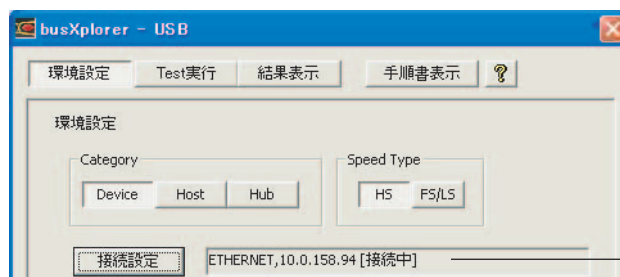 busXplorer - USB
環境設定 Test実行 結果表示 手順書表示 ?
環境設定
Category Speed Type
Device Host Hub HS FS/LS
接続設定 ETHERNET,10.0.158.94 [接続中]